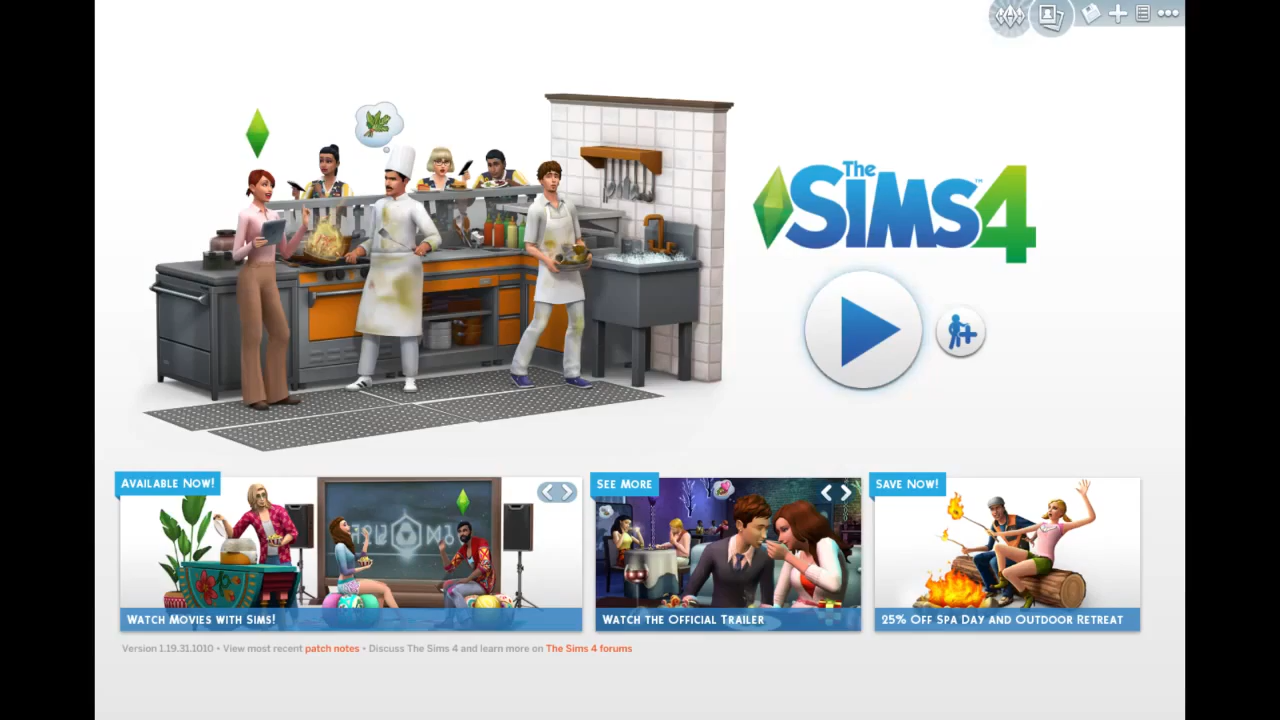 The Sims™ 4
AVAILABLE NOW!
WATCH MOVIES WITH SIMS!
SEE MORE
WATCH THE OFFICIAL TRAILER
SAVE NOW!
25% OFF SPA DAY AND OUTDOOR RETREAT
Version 1.19.31.1010 • View most recent patch notes • Discuss The Sims 4 and learn more on The Sims 4 forums